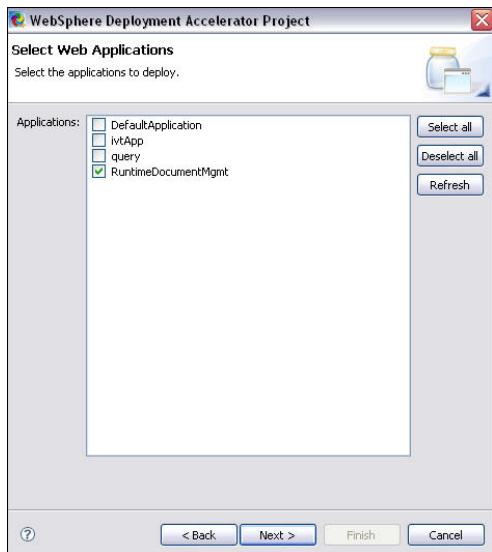 WebSphere Deployment Accelerator Project
Select Web Applications
Select the applications to deploy.
Applications:
DefaultApplication
ivtApp
query
RuntimeDocumentMgmt
Select all
Deselect all
Refresh
?
< Back
Next >
Finish
Cancel